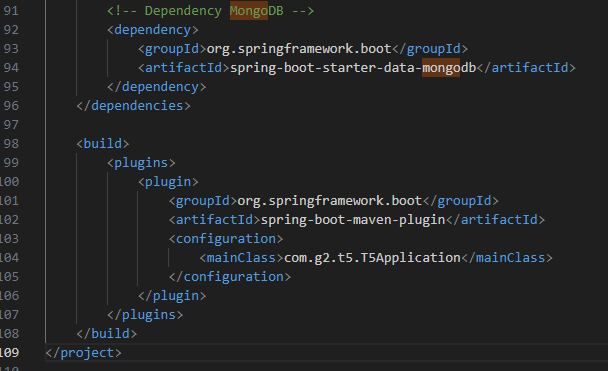 91 <!-- Dependency MongoDB -->
92 <dependency>
93 <groupId>org.springframework.boot</groupId>
94 <artifactId>spring-boot-starter-data-mongodb</artifactId>
95 </dependency>
96 </dependencies>
97
98 <build>
99 <plugins>
100 <plugin>
101 <groupId>org.springframework.boot</groupId>
102 <artifactId>spring-boot-maven-plugin</artifactId>
103 <configuration>
104 <mainClass>com.g2.t5.T5Application</mainClass>
105 </configuration>
106 </plugin>
107 </plugins>
108 </build>
109 </project>
110